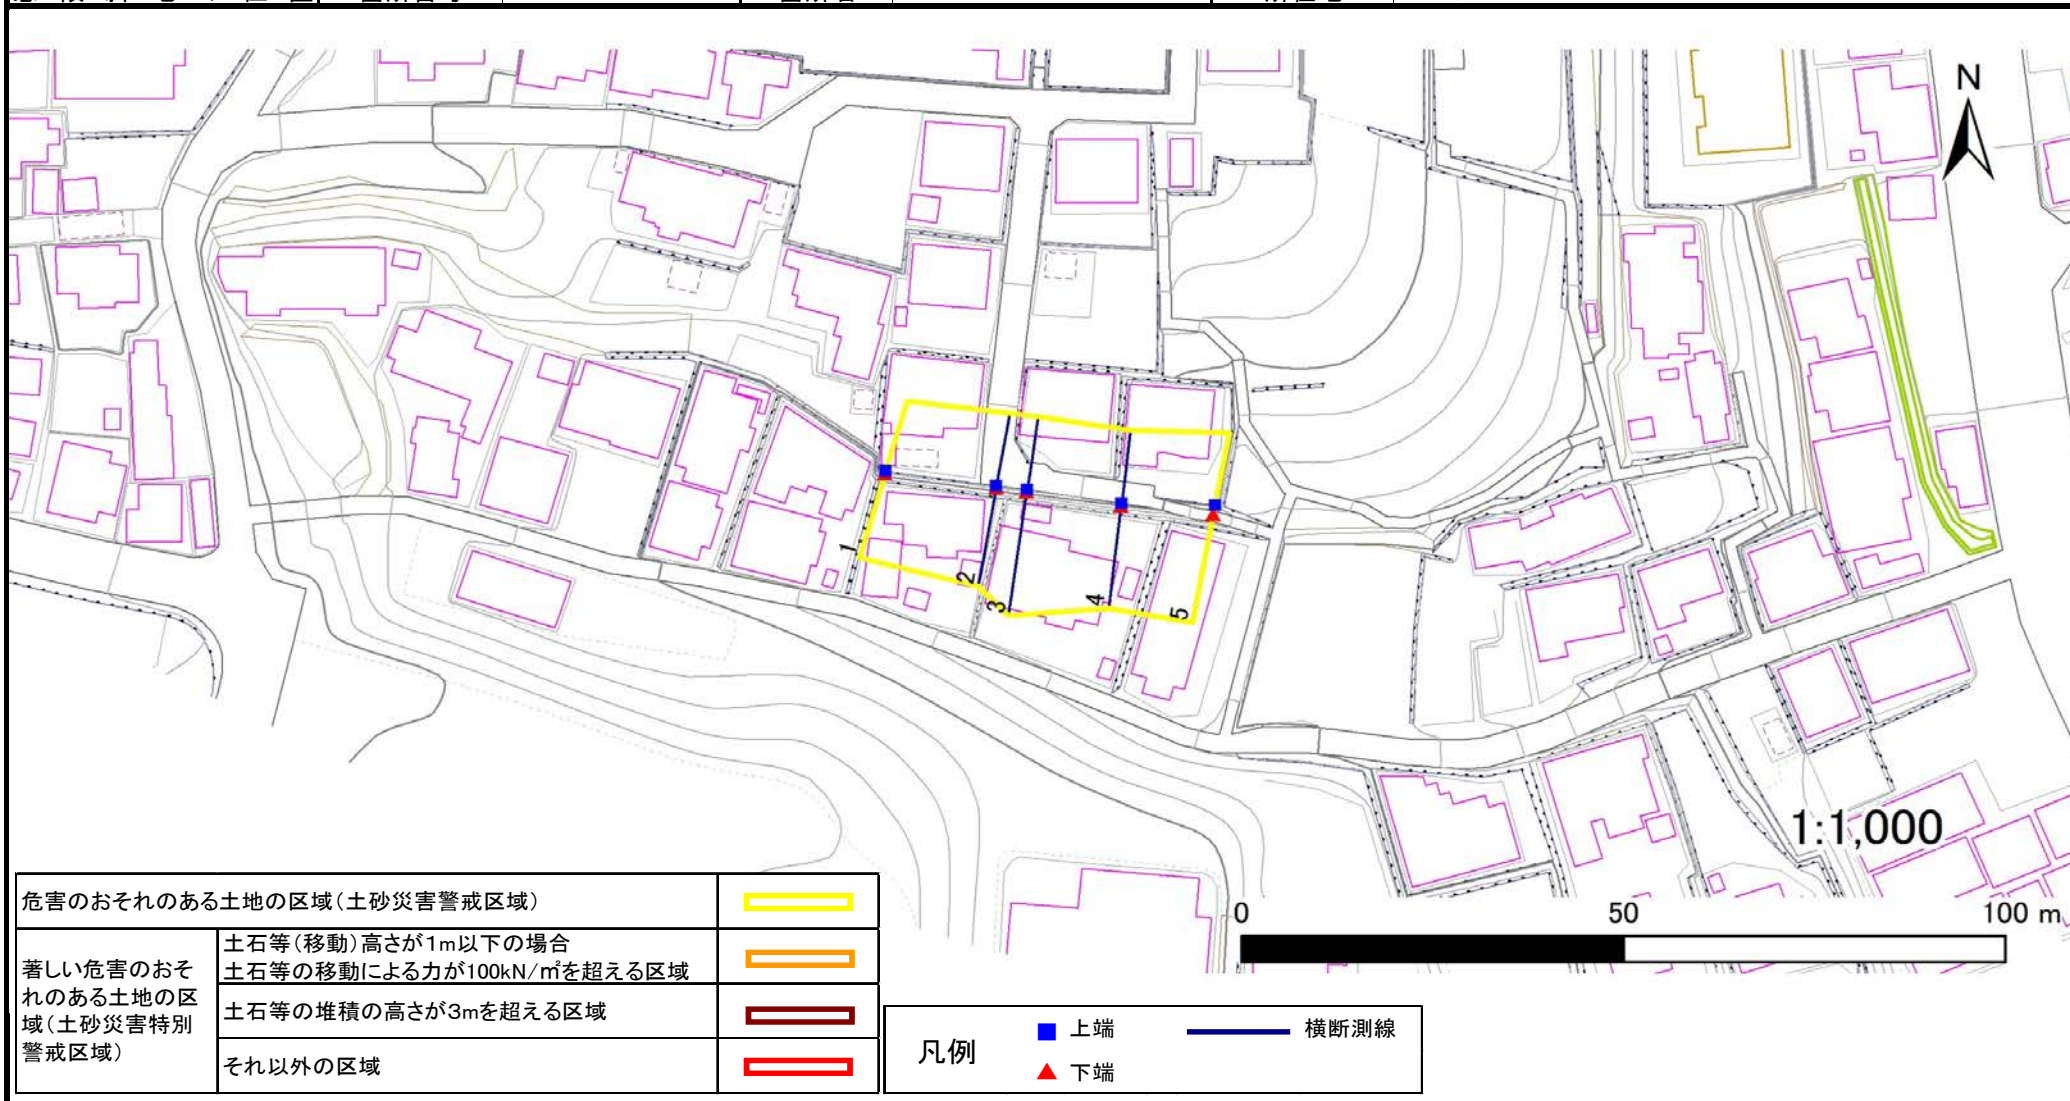 N
1
2
3
4
5
1:1,000
0 50 100 m
危害のおそれのある土地の区域(土砂災害警戒区域)
著しい危害のおそれのある土地の区域(土砂災害特別警戒区域)
土石等(移動)高さが1m以下の場合
土石等の移動による力が100kN/㎡を超える区域
土石等の堆積の高さが3mを超える区域
それ以外の区域
凡例
上端
横断測線
下端